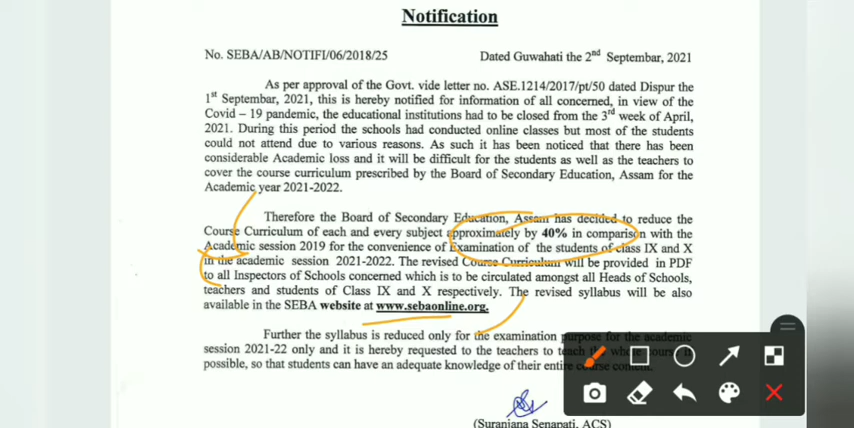 Notification
No. SEBA/AB/NOTIFI/06/2018/25 Dated Guwahati the 2nd Septembar, 2021
As per approval of the Govt. vide letter no. ASE.1214/2017/pt/50 dated Dispur the
1st Septembar, 2021, this is hereby notified for information of all concerned, in view of the
Covid – 19 pandemic, the educational institutions had to be closed from the 3rd week of April,
2021. During this period the schools had conducted online classes but most of the students
could not attend due to various reasons. As such it has been noticed that there has been
considerable Academic loss and it will be difficult for the students as well as the teachers to
cover the course curriculum prescribed by the Board of Secondary Education, Assam for the
Academic year 2021-2022.
Therefore the Board of Secondary Education, Assam has decided to reduce the
Course Curriculum of each and every subject approximately by 40% in comparison with the
Academic session 2019 for the convenience of Examination of the students of class IX and X
in the academic session 2021-2022. The revised Course Curriculum will be provided in PDF
to all Inspectors of Schools concerned which is to be circulated amongst all Heads of Schools,
teachers and students of Class IX and X respectively. The revised syllabus will be also
available in the SEBA website at www.sebaonline.org.
Further the syllabus is reduced only for the examination purpose for the academic
session 2021-22 only and it is hereby requested to the teachers to teach the whole course if
possible, so that students can have an adequate knowledge of their entire course content.
(Suranjana Senapati, ACS)